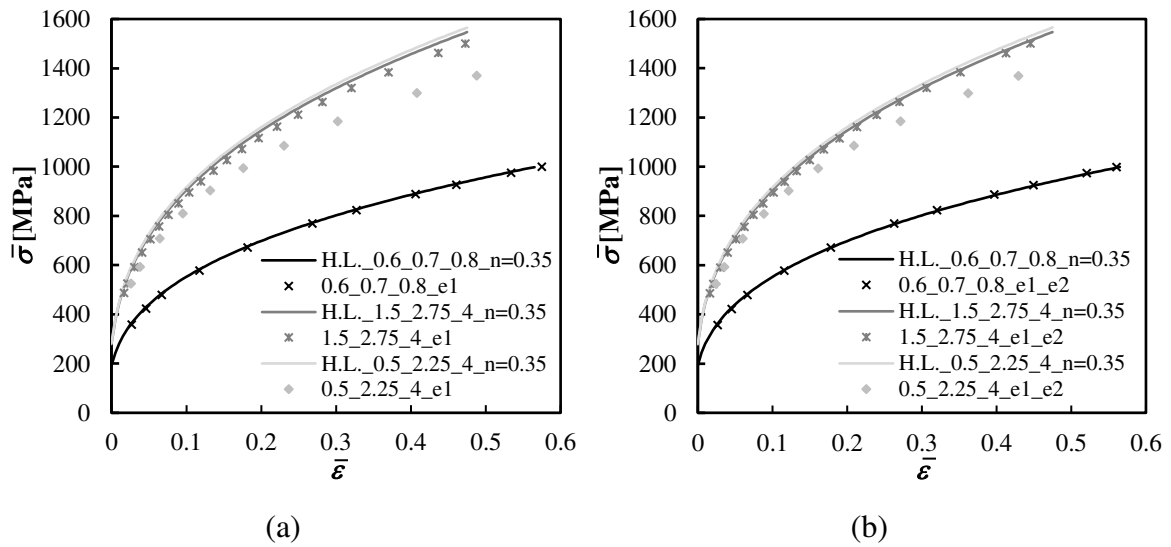 1600
1400
1200
1000
800
600
400
200
0
σ̄ [MPa]
H.L._0.6_0.7_0.8_n=0.35
0.6_0.7_0.8_e1
H.L._1.5_2.75_4_n=0.35
1.5_2.75_4_e1
H.L._0.5_2.25_4_n=0.35
0.5_2.25_4_e1
0 0.1 0.2 0.3 0.4 0.5 0.6
ε̄
(a)
1600
1400
1200
1000
800
600
400
200
0
σ̄ [MPa]
H.L._0.6_0.7_0.8_n=0.35
0.6_0.7_0.8_e1_e2
H.L._1.5_2.75_4_n=0.35
1.5_2.75_4_e1_e2
H.L._0.5_2.25_4_n=0.35
0.5_2.25_4_e1_e2
0 0.1 0.2 0.3 0.4 0.5 0.6
ε̄
(b)